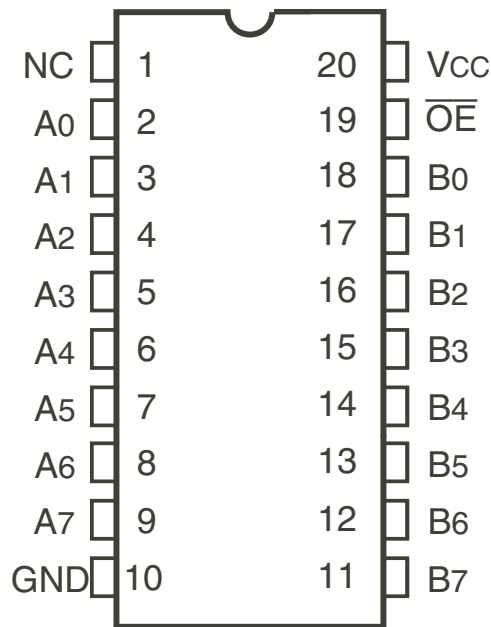 NC 1 20 VCC
A0 2 19 O̅E̅
A1 3 18 B0
A2 4 17 B1
A3 5 16 B2
A4 6 15 B3
A5 7 14 B4
A6 8 13 B5
A7 9 12 B6
GND 10 11 B7